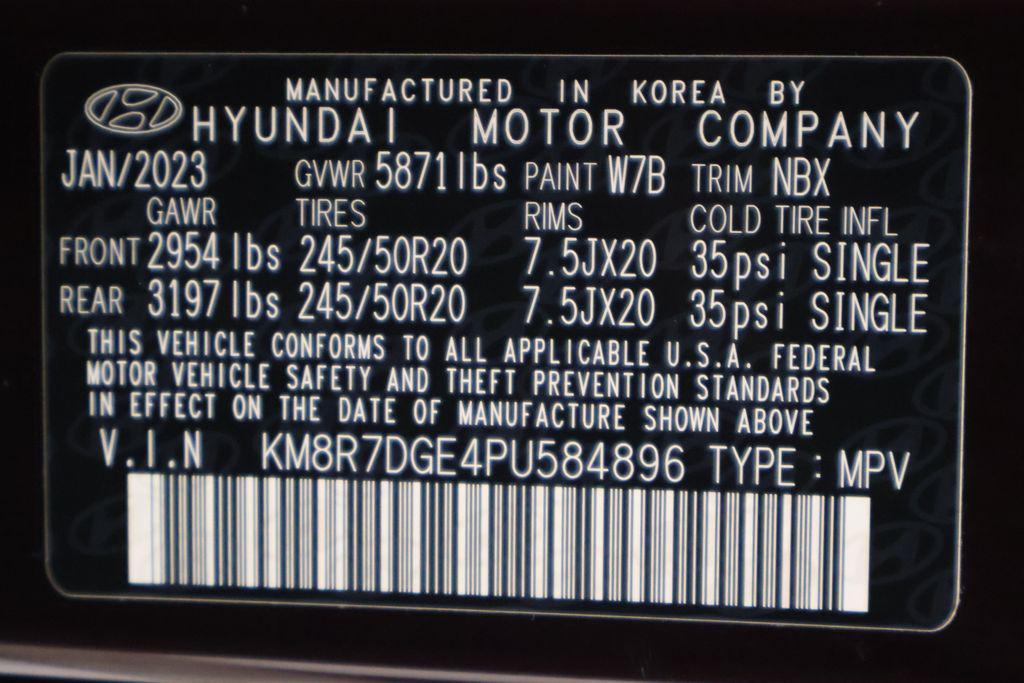 MANUFACTURED IN KOREA BY
HYUNDAI MOTOR COMPANY
JAN/2023 GVWR 5871lbs PAINT W7B TRIM NBX
GAWR TIRES RIMS COLD TIRE INFL
FRONT 2954 lbs 245/50R20 7.5JX20 35psi SINGLE
REAR 3197 lbs 245/50R20 7.5JX20 35psi SINGLE
THIS VEHICLE CONFORMS TO ALL APPLICABLE U.S.A. FEDERAL
MOTOR VEHICLE SAFETY AND THEFT PREVENTION STANDARDS
IN EFFECT ON THE DATE OF MANUFACTURE SHOWN ABOVE
V.I.N KM8R7DGE4PU584896 TYPE : MPV